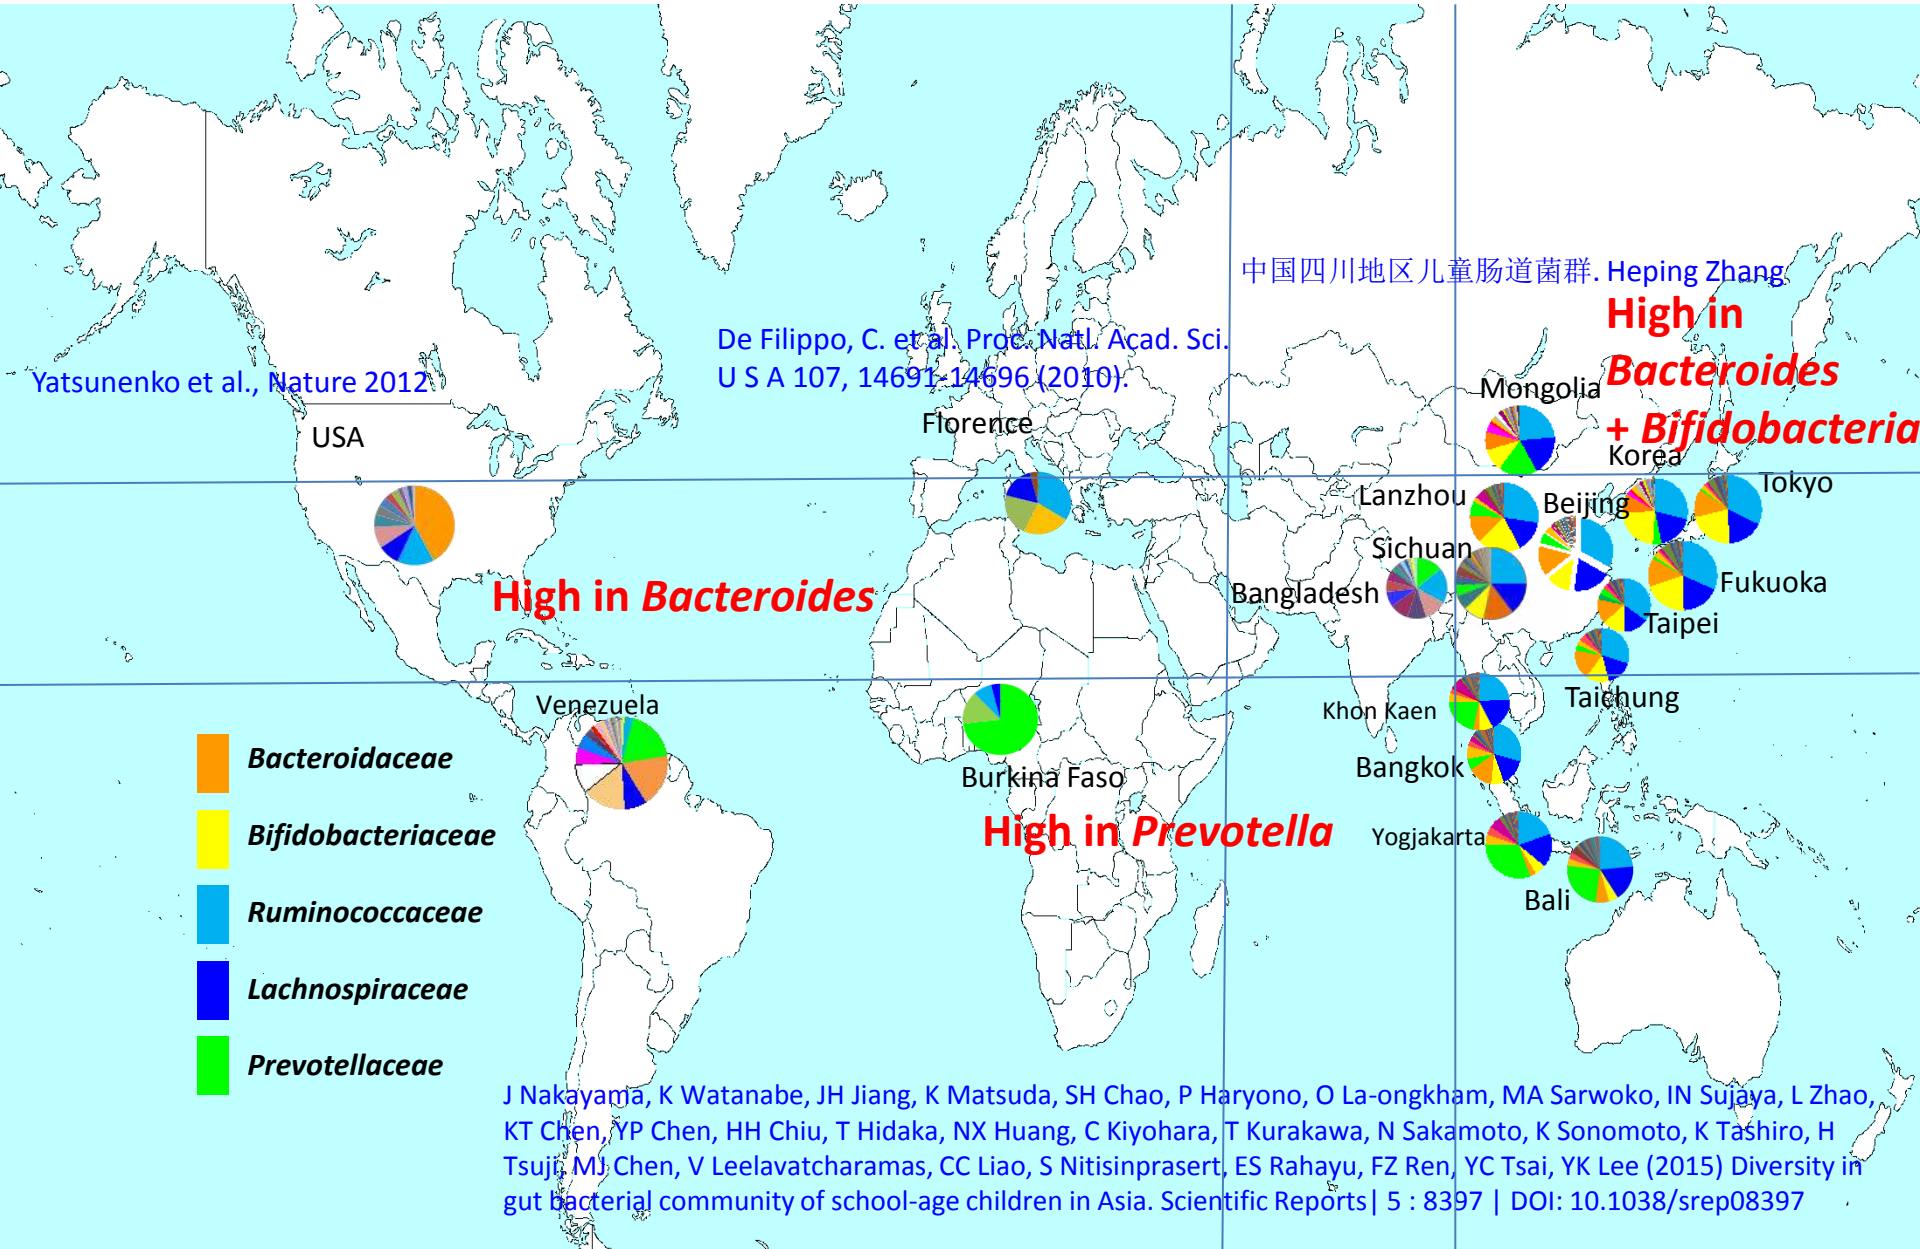 中国四川地区儿童肠道菌群. Heping Zhang
High in
Bacteroides
+ Bifidobacteria
De Filippo, C. et al. Proc. Natl. Acad. Sci.
U S A 107, 14691-14696 (2010).
Yatsunenko et al., Nature 2012
Mongolia
Florence
USA
Korea
Tokyo
Lanzhou
Beijing
Sichuan
Fukuoka
Bangladesh
High in Bacteroides
Taipei
Taichung
Venezuela
Khon Kaen
Bacteroidaceae
Burkina Faso
Bangkok
High in Prevotella
Yogjakarta
Bifidobacteriaceae
Bali
Ruminococcaceae
Lachnospiraceae
Prevotellaceae
J Nakayama, K Watanabe, JH Jiang, K Matsuda, SH Chao, P Haryono, O La-ongkham, MA Sarwoko, IN Sujaya, L Zhao,
KT Chen, YP Chen, HH Chiu, T Hidaka, NX Huang, C Kiyohara, T Kurakawa, N Sakamoto, K Sonomoto, K Tashiro, H
Tsuji, MJ Chen, V Leelavatcharamas, CC Liao, S Nitisinprasert, ES Rahayu, FZ Ren, YC Tsai, YK Lee (2015) Diversity in
gut bacterial community of school-age children in Asia. Scientific Reports| 5 : 8397 | DOI: 10.1038/srep08397